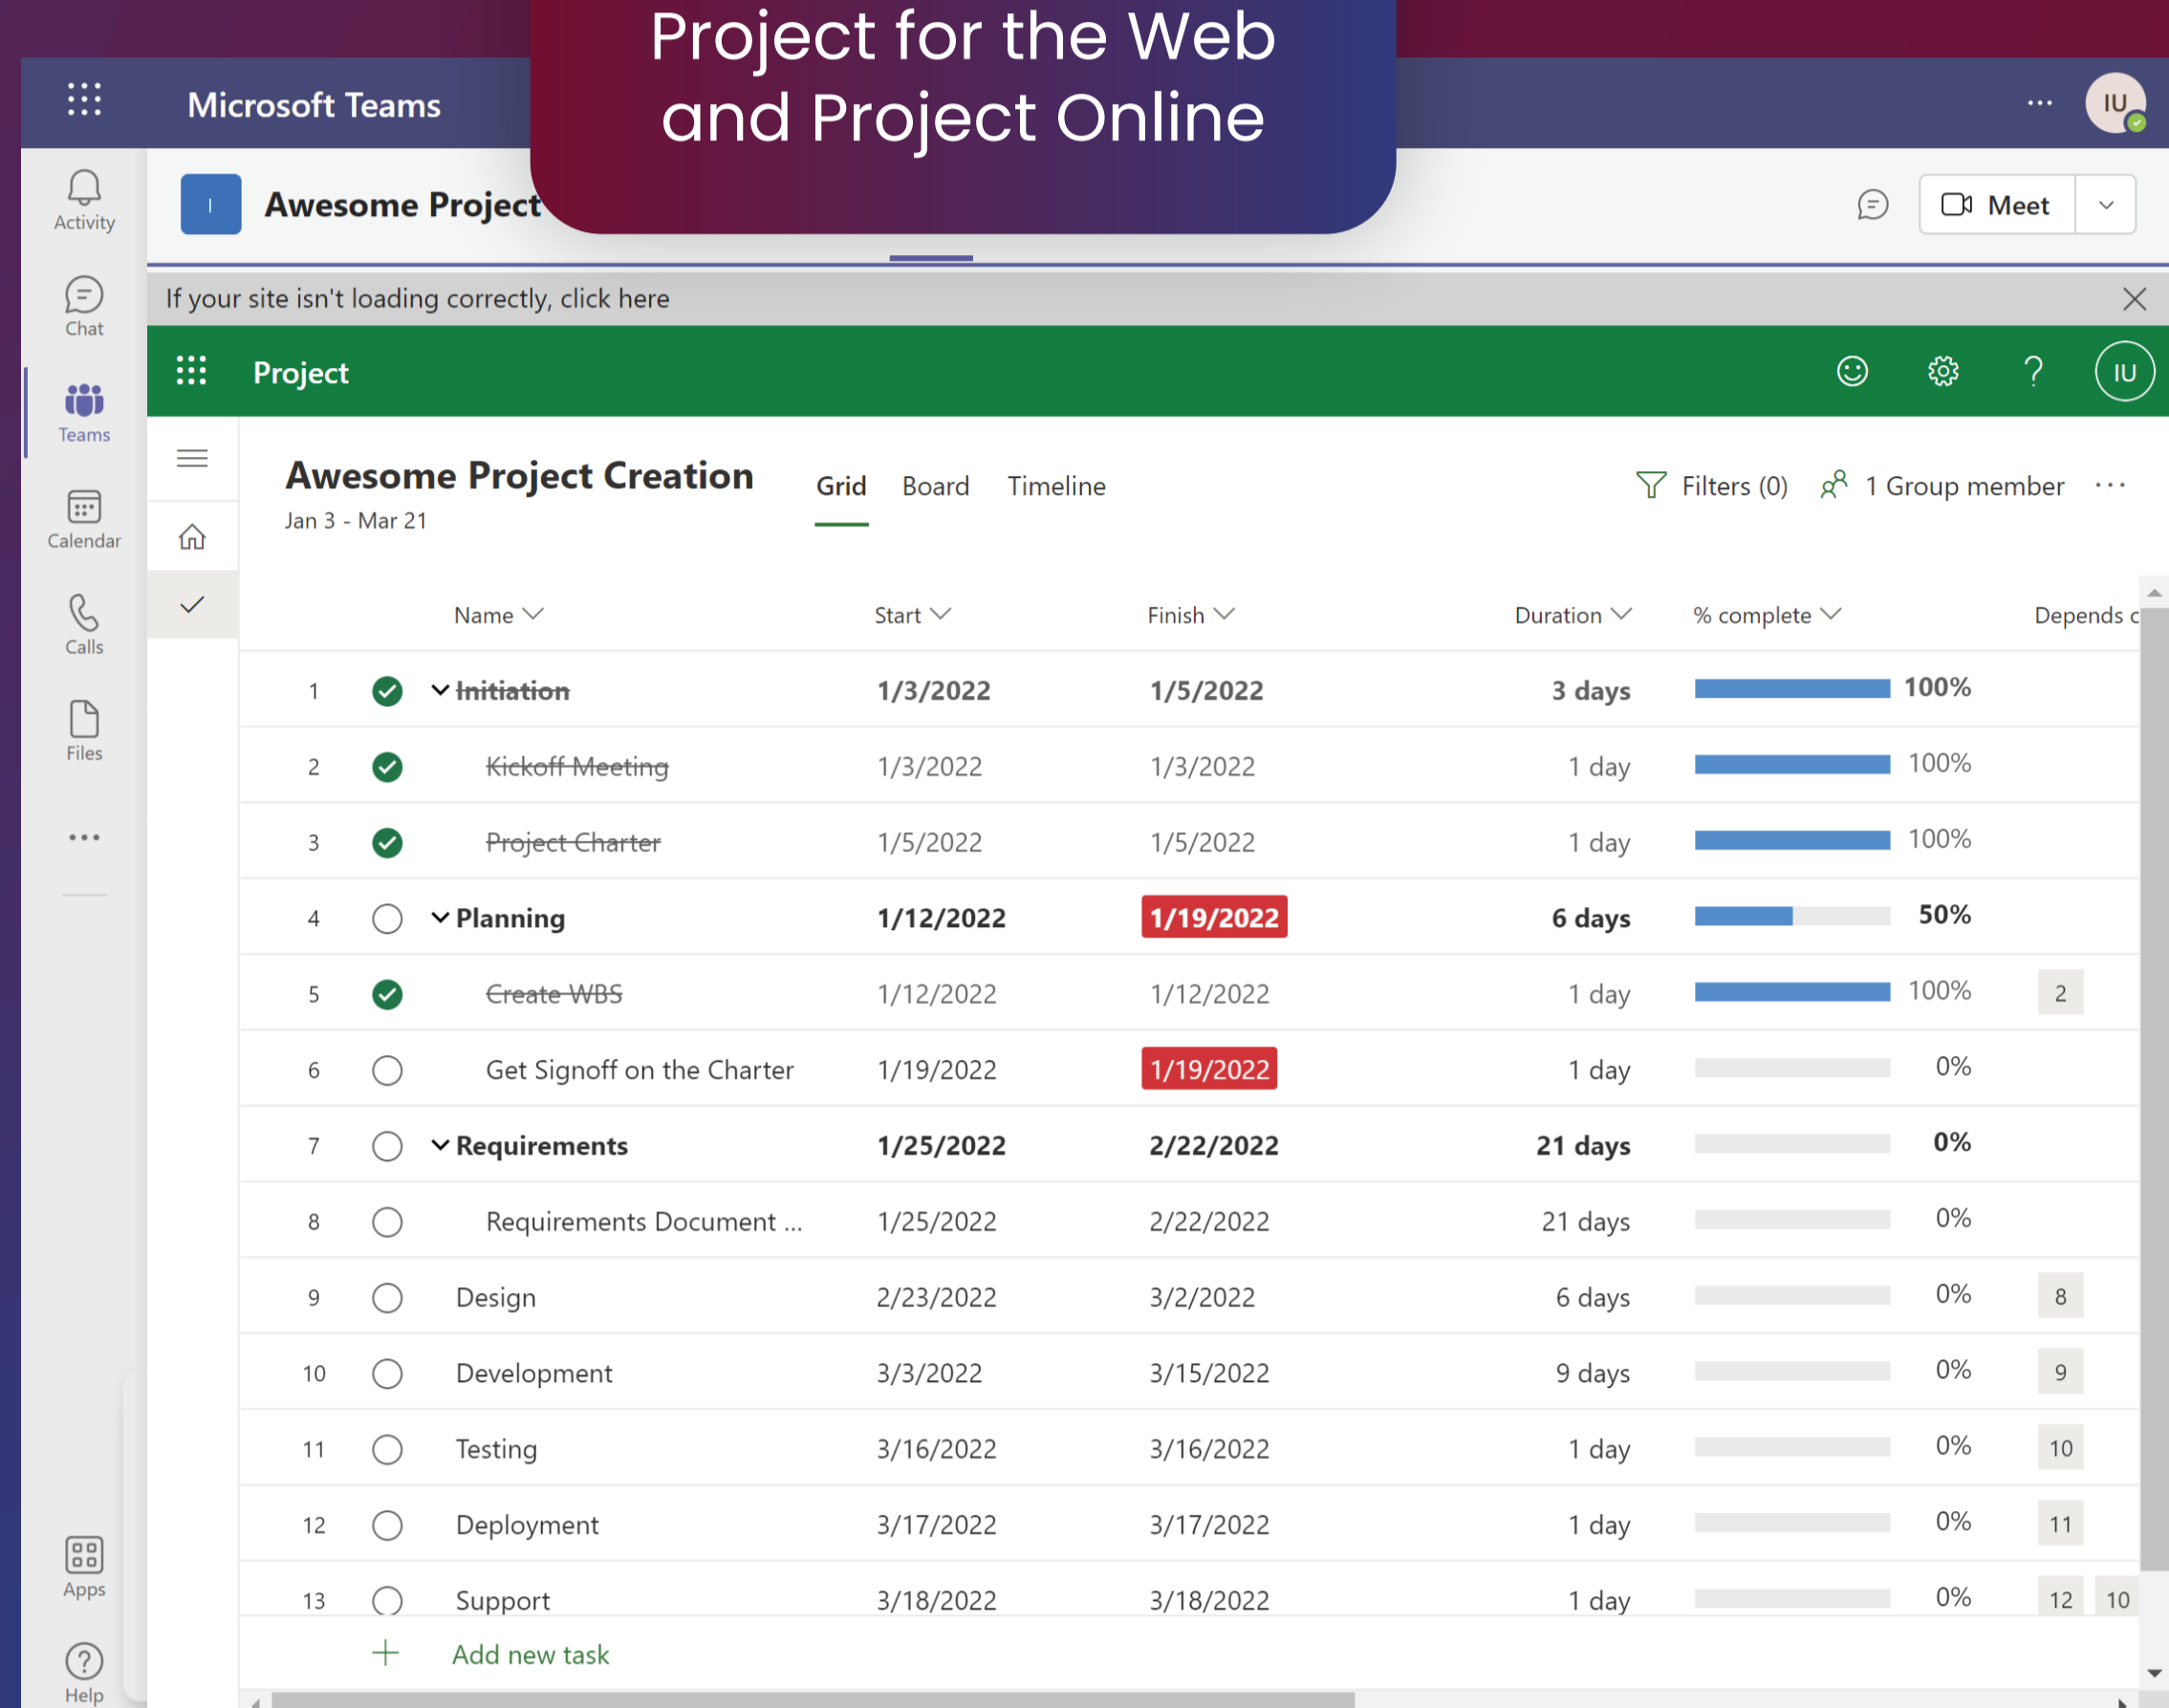 Project for the Web
and Project Online
Microsoft Teams
IU
Activity
Chat
Teams
Calendar
Calls
Files
Apps
Help
I
Awesome Project
Meet
If your site isn't loading correctly, click here
Project
IU
Awesome Project Creation
Jan 3 - Mar 21
Grid Board Timeline
Filters (0) 1 Group member
Name Start Finish Duration % complete Depends
1 Initiation 1/3/2022 1/5/2022 3 days 100%
2 Kickoff Meeting 1/3/2022 1/3/2022 1 day 100%
3 Project Charter 1/5/2022 1/5/2022 1 day 100%
4 Planning 1/12/2022 1/19/2022 6 days 50%
5 Create WBS 1/12/2022 1/12/2022 1 day 100% 2
6 Get Signoff on the Charter 1/19/2022 1/19/2022 1 day 0%
7 Requirements 1/25/2022 2/22/2022 21 days 0%
8 Requirements Document ... 1/25/2022 2/22/2022 21 days 0%
9 Design 2/23/2022 3/2/2022 6 days 0% 8
10 Development 3/3/2022 3/15/2022 9 days 0% 9
11 Testing 3/16/2022 3/16/2022 1 day 0% 10
12 Deployment 3/17/2022 3/17/2022 1 day 0% 11
13 Support 3/18/2022 3/18/2022 1 day 0% 12 10
Add new task